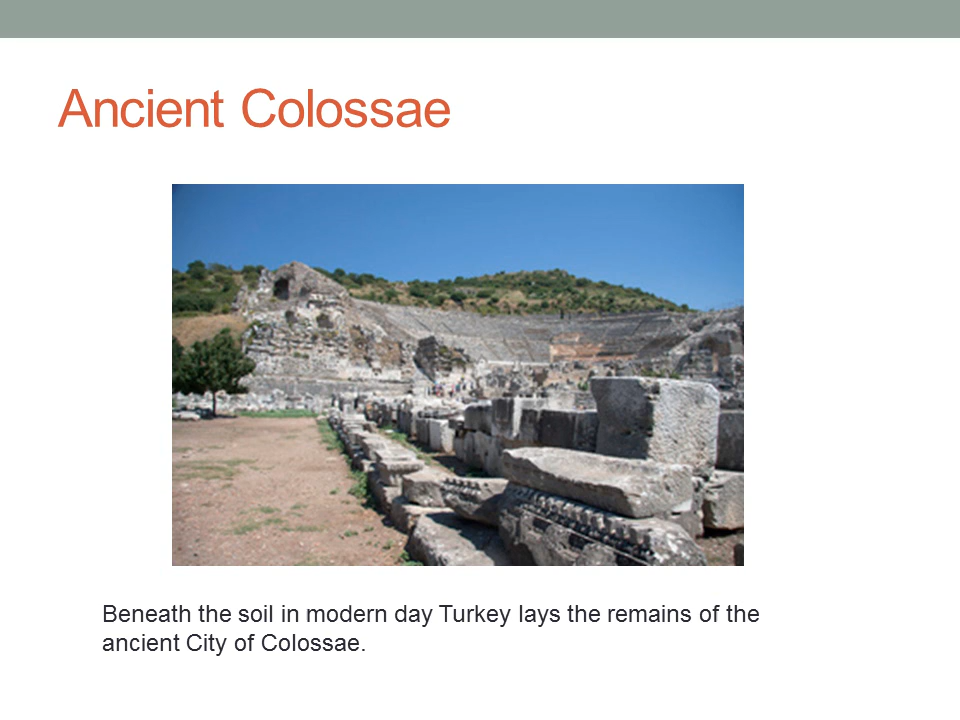 Ancient Colossae
Beneath the soil in modern day Turkey lays the remains of the
ancient City of Colossae.